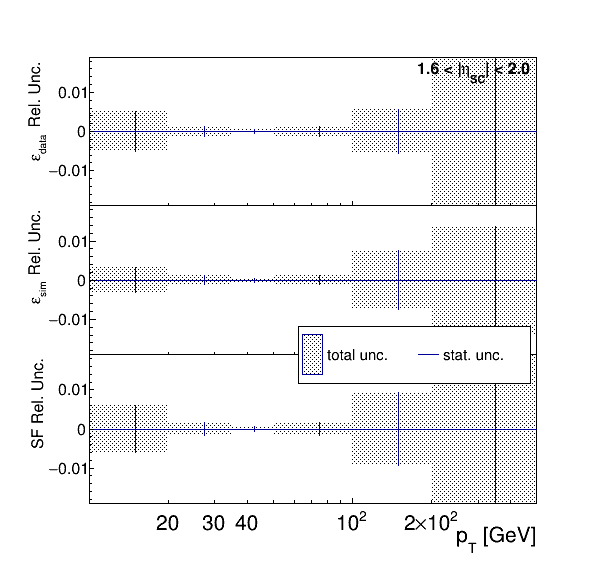 1.6 < |η_sc| < 2.0
ε_data Rel. Unc.
0.01
0
−0.01
ε_sim Rel. Unc.
0.01
0
−0.01
total unc. stat. unc.
SF Rel. Unc.
0.01
0
−0.01
20 30 40 10² 2×10²
p_T [GeV]